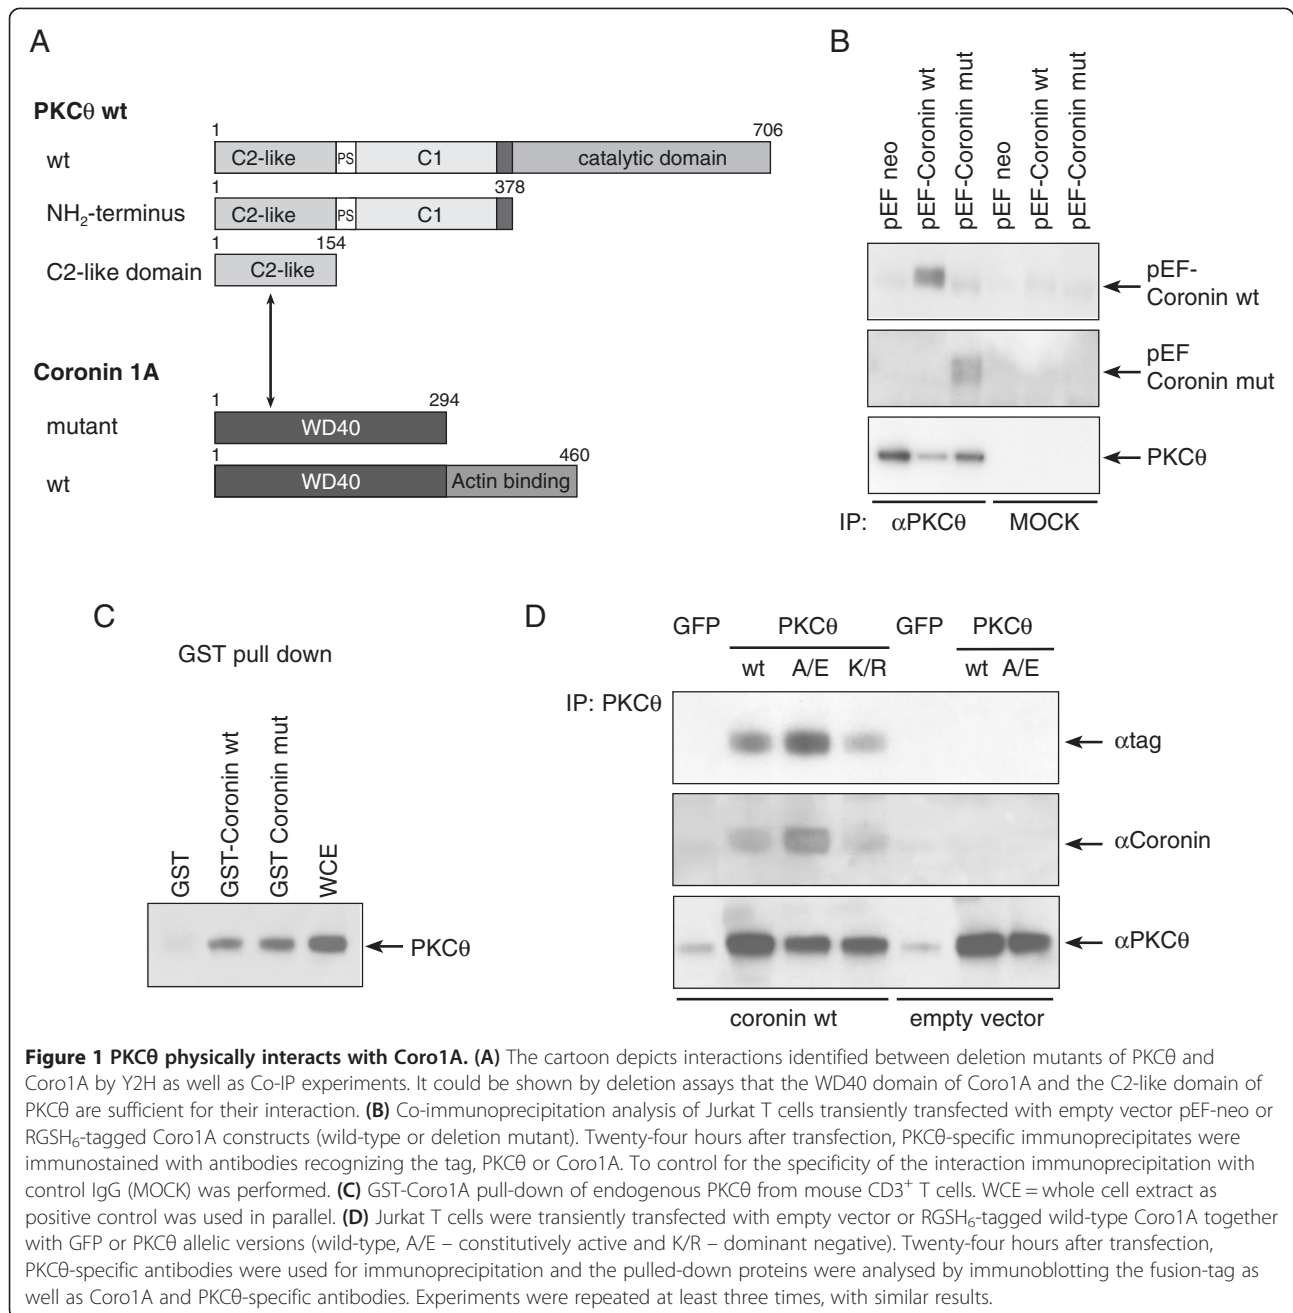 A
PKCθ wt
1 706
wt C2-like PS C1 catalytic domain
1 378
NH2-terminus C2-like PS C1
1 154
C2-like domain C2-like
Coronin 1A
1 294
mutant WD40
1 460
wt WD40 Actin binding
B
pEF neo
pEF-Coronin wt
pEF-Coronin mut
pEF neo
pEF-Coronin wt
pEF-Coronin mut
pEF-
Coronin wt
pEF
Coronin mut
PKCθ
IP: αPKCθ MOCK
C
GST pull down
GST
GST-Coronin wt
GST Coronin mut
WCE
PKCθ
D
GFP PKCθ GFP PKCθ
wt A/E K/R wt A/E
IP: PKCθ
αtag
αCoronin
αPKCθ
coronin wt empty vector
Figure 1 PKCθ physically interacts with Coro1A. (A) The cartoon depicts interactions identified between deletion mutants of PKCθ and
Coro1A by Y2H as well as Co-IP experiments. It could be shown by deletion assays that the WD40 domain of Coro1A and the C2-like domain of
PKCθ are sufficient for their interaction. (B) Co-immunoprecipitation analysis of Jurkat T cells transiently transfected with empty vector pEF-neo or
RGSH6-tagged Coro1A constructs (wild-type or deletion mutant). Twenty-four hours after transfection, PKCθ-specific immunoprecipitates were
immunostained with antibodies recognizing the tag, PKCθ or Coro1A. To control for the specificity of the interaction immunoprecipitation with
control IgG (MOCK) was performed. (C) GST-Coro1A pull-down of endogenous PKCθ from mouse CD3+ T cells. WCE = whole cell extract as
positive control was used in parallel. (D) Jurkat T cells were transiently transfected with empty vector or RGSH6-tagged wild-type Coro1A together
with GFP or PKCθ allelic versions (wild-type, A/E – constitutively active and K/R – dominant negative). Twenty-four hours after transfection,
PKCθ-specific antibodies were used for immunoprecipitation and the pulled-down proteins were analysed by immunoblotting the fusion-tag as
well as Coro1A and PKCθ-specific antibodies. Experiments were repeated at least three times, with similar results.